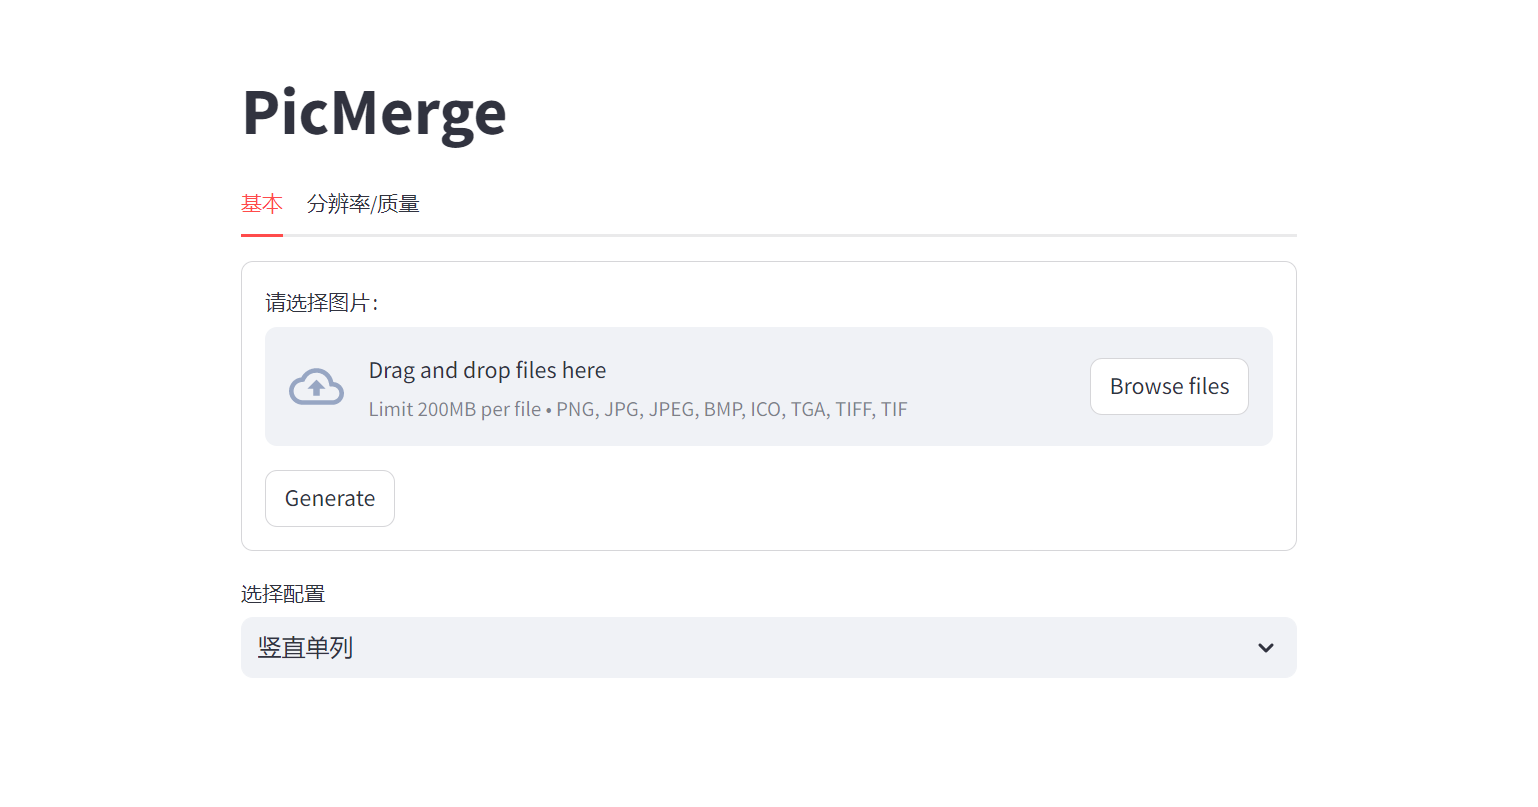 PicMerge
基本 分辨率/质量
请选择图片:
Drag and drop files here
Limit 200MB per file • PNG, JPG, JPEG, BMP, ICO, TGA, TIFF, TIF
Browse files
Generate
选择配置
竖直单列